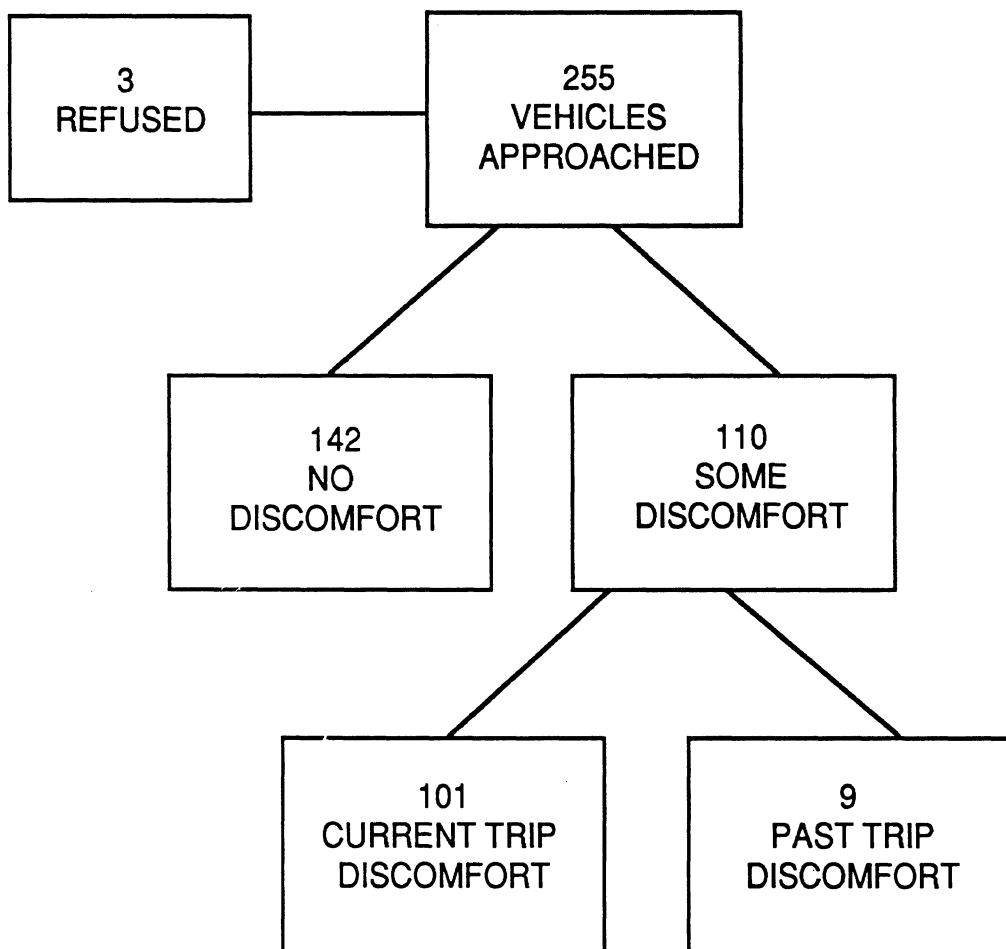 3
REFUSED
255
VEHICLES
APPROACHED
142
NO
DISCOMFORT
110
SOME
DISCOMFORT
101
CURRENT TRIP
DISCOMFORT
9
PAST TRIP
DISCOMFORT